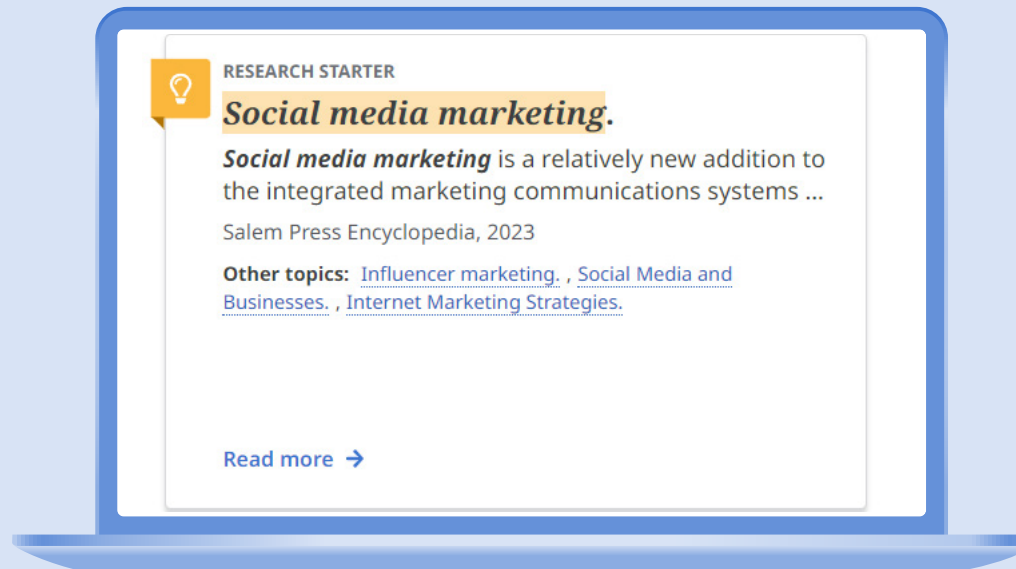 RESEARCH STARTER
Social media marketing.
Social media marketing is a relatively new addition to
the integrated marketing communications systems ...
Salem Press Encyclopedia, 2023
Other topics: Influencer marketing. , Social Media and
Businesses. , Internet Marketing Strategies.
Read more →